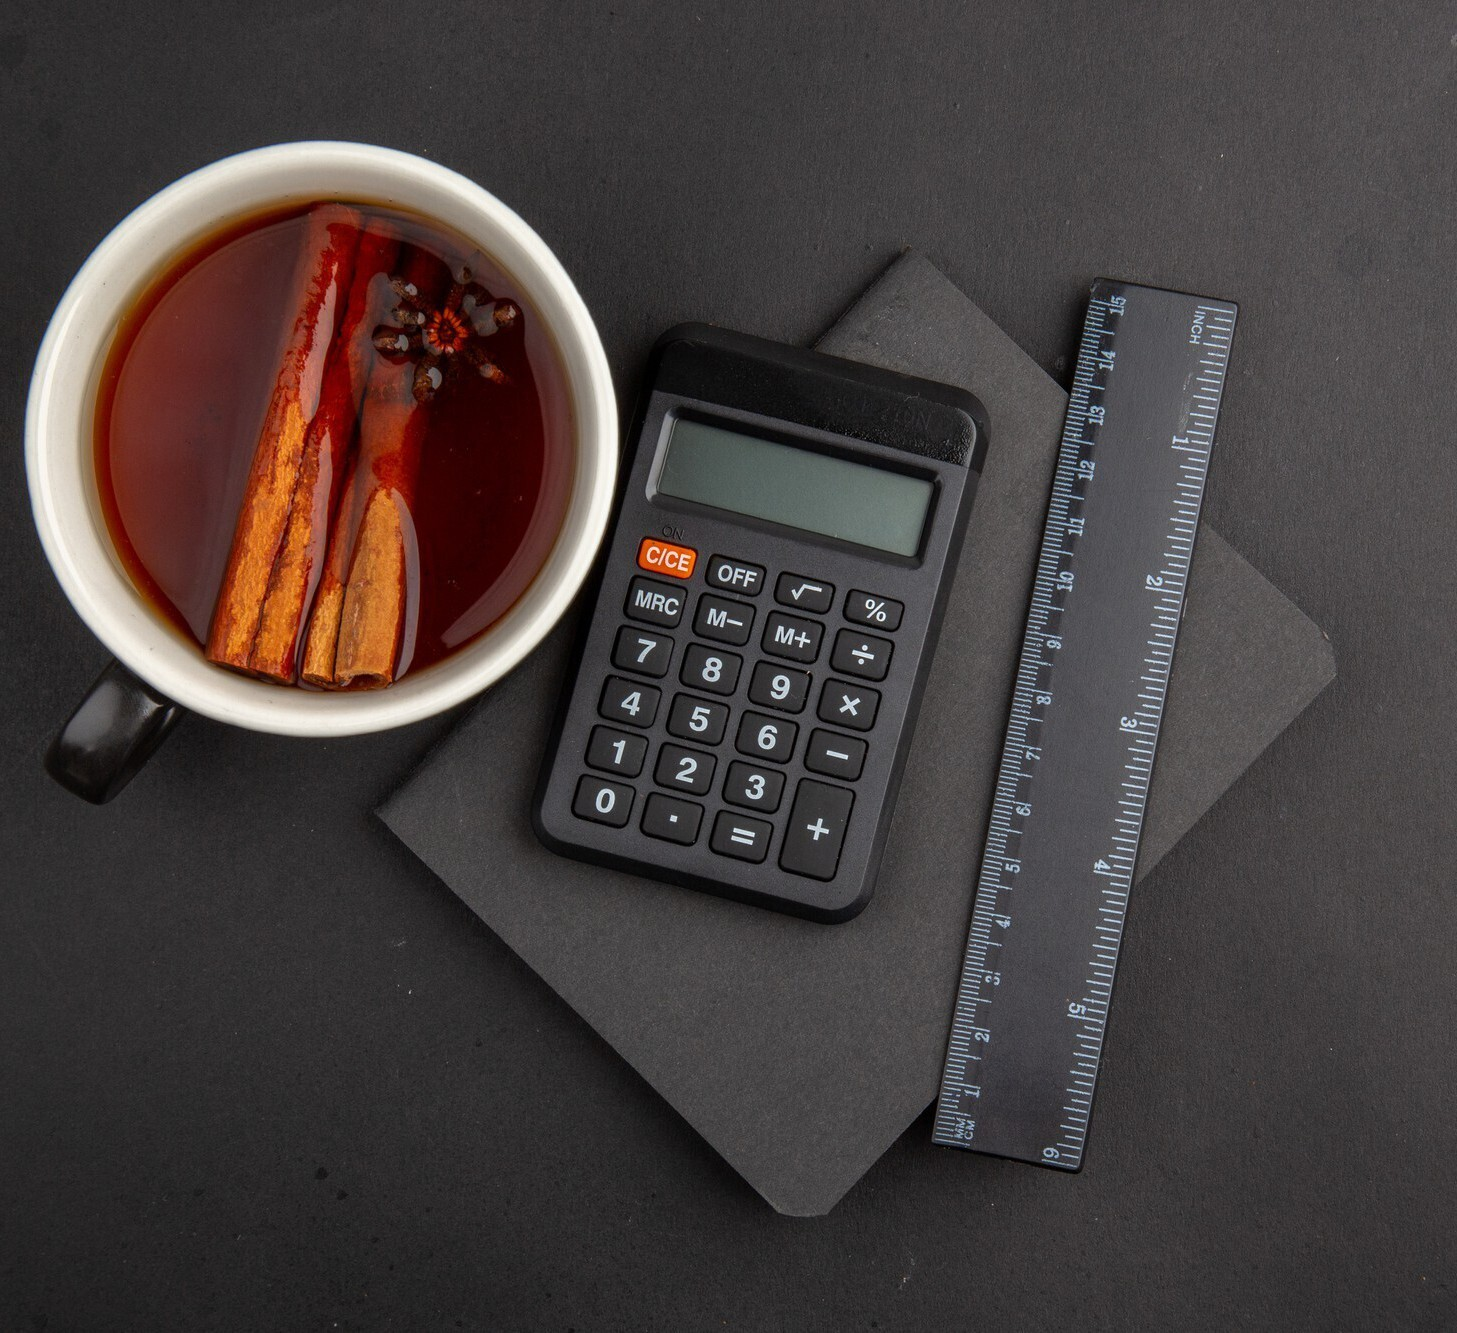 ON
C/CE OFF √ %
MRC M− M+ ÷
7 8 9 ×
4 5 6 −
1 2 3 +
0 . =
15 14 13 12 11 10 9 8 7 6 5 4 3 2 1
MM
CM
INCH
1 2 3 4 5 6